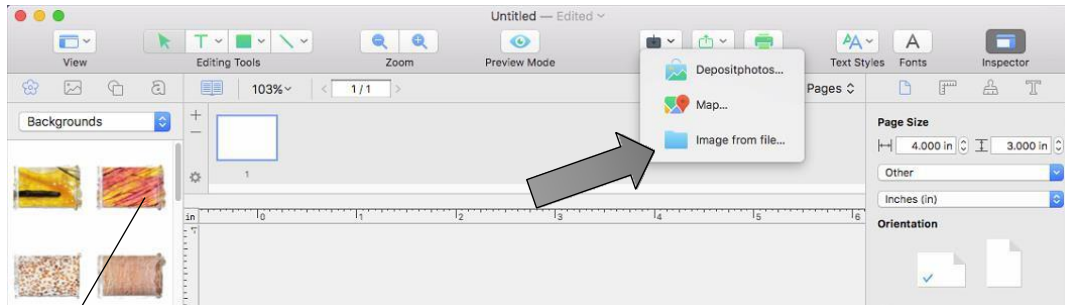 Untitled — Edited
View
Editing Tools
Zoom
Preview Mode
Text Styles
Fonts
Inspector
Depositphotos...
Map...
Image from file...
103%
1 / 1
Pages
Backgrounds
1
Page Size
4.000 in
3.000 in
Other
Inches (in)
Orientation
in 0 1 2 3 4 5 6